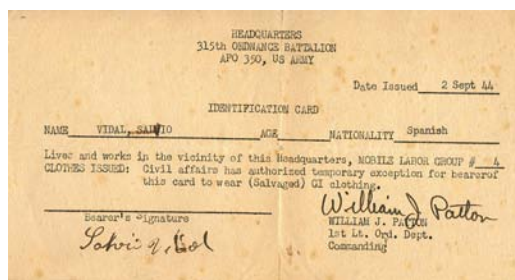 HEADQUARTERS
315th ORDNANCE BATTALION
APO 350, US ARMY
Date Issued 2 Sept 44
IDENTIFICATION CARD
NAME VIDAL, SALVIO AGE NATIONALITY Spanish
Lives and works in the vicinity of this Headquarters, MOBILE LABOR GROUP # 4
CLOTHES ISSUED: Civil affairs has authorized temporary exception for bearerof
this card to wear (Salvaged) GI clothing.
William J Patton
Bearer's Signature WILLIAM J. PATTON
1st Lt. Ord. Dept.
Commanding